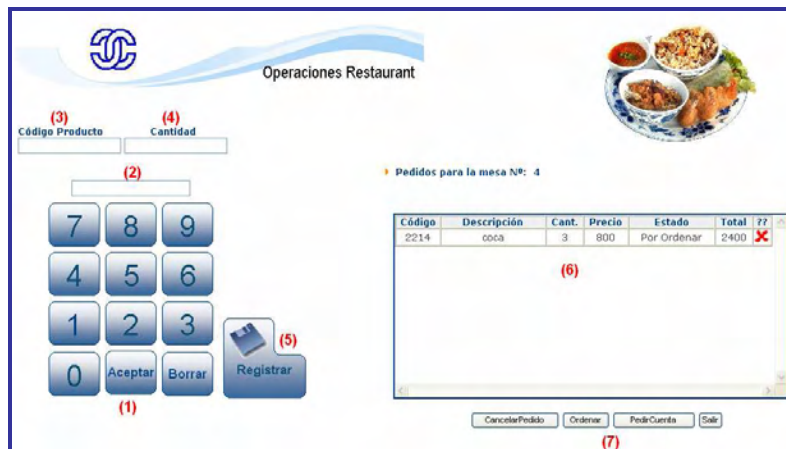 Operaciones Restaurant
(3) (4)
Código Producto Cantidad
(2)
7 8 9
4 5 6
1 2 3
0 Aceptar Borrar
(1)
(5)
Registrar
Pedidos para la mesa Nº: 4
Código Descripción Cant. Precio Estado Total ??
2214 coca 3 800 Por Ordenar 2400
(6)
CancelarPedido Ordenar PedirCuenta Salir
(7)